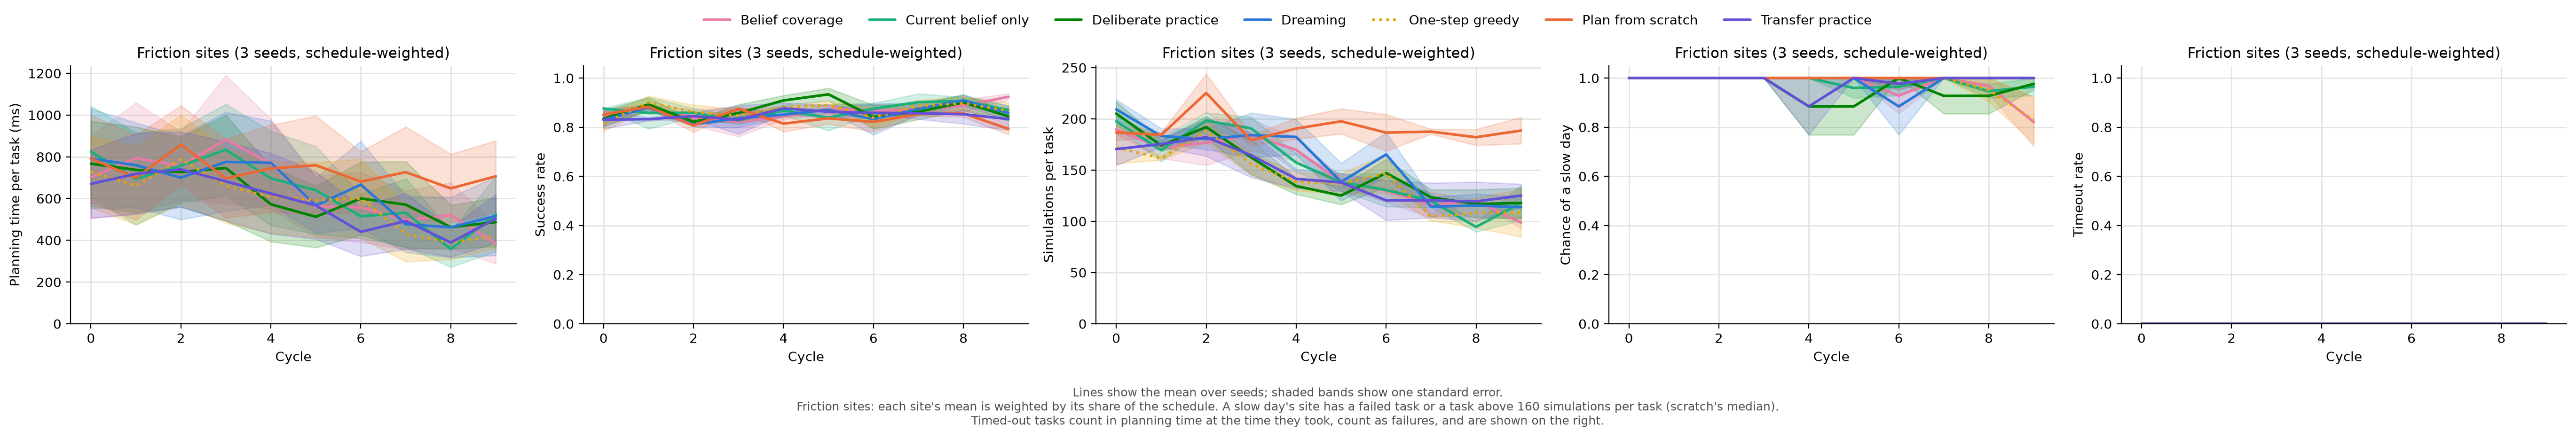 Belief coverage
Current belief only
Deliberate practice
Dreaming
One-step greedy
Plan from scratch
Transfer practice
Friction sites (3 seeds, schedule-weighted)
Planning time per task (ms)
1200
1000
800
600
400
200
0
0 2 4 6 8
Cycle
Friction sites (3 seeds, schedule-weighted)
Success rate
1.0
0.8
0.6
0.4
0.2
0.0
0 2 4 6 8
Cycle
Friction sites (3 seeds, schedule-weighted)
Simulations per task
250
200
150
100
50
0
0 2 4 6 8
Cycle
Friction sites (3 seeds, schedule-weighted)
Chance of a slow day
1.0
0.8
0.6
0.4
0.2
0.0
0 2 4 6 8
Cycle
Friction sites (3 seeds, schedule-weighted)
Timeout rate
1.0
0.8
0.6
0.4
0.2
0.0
0 2 4 6 8
Cycle
Lines show the mean over seeds; shaded bands show one standard error.
Friction sites: each site's mean is weighted by its share of the schedule. A slow day's site has a failed task or a task above 160 simulations per task (scratch's median).
Timed-out tasks count in planning time at the time they took, count as failures, and are shown on the right.